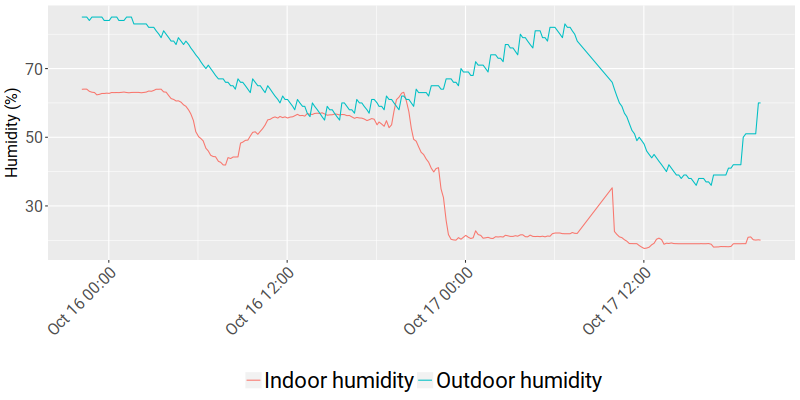 Humidity (%)
70
50
30
Oct 16 00:00
Oct 16 12:00
Oct 17 00:00
Oct 17 12:00
Indoor humidity
Outdoor humidity